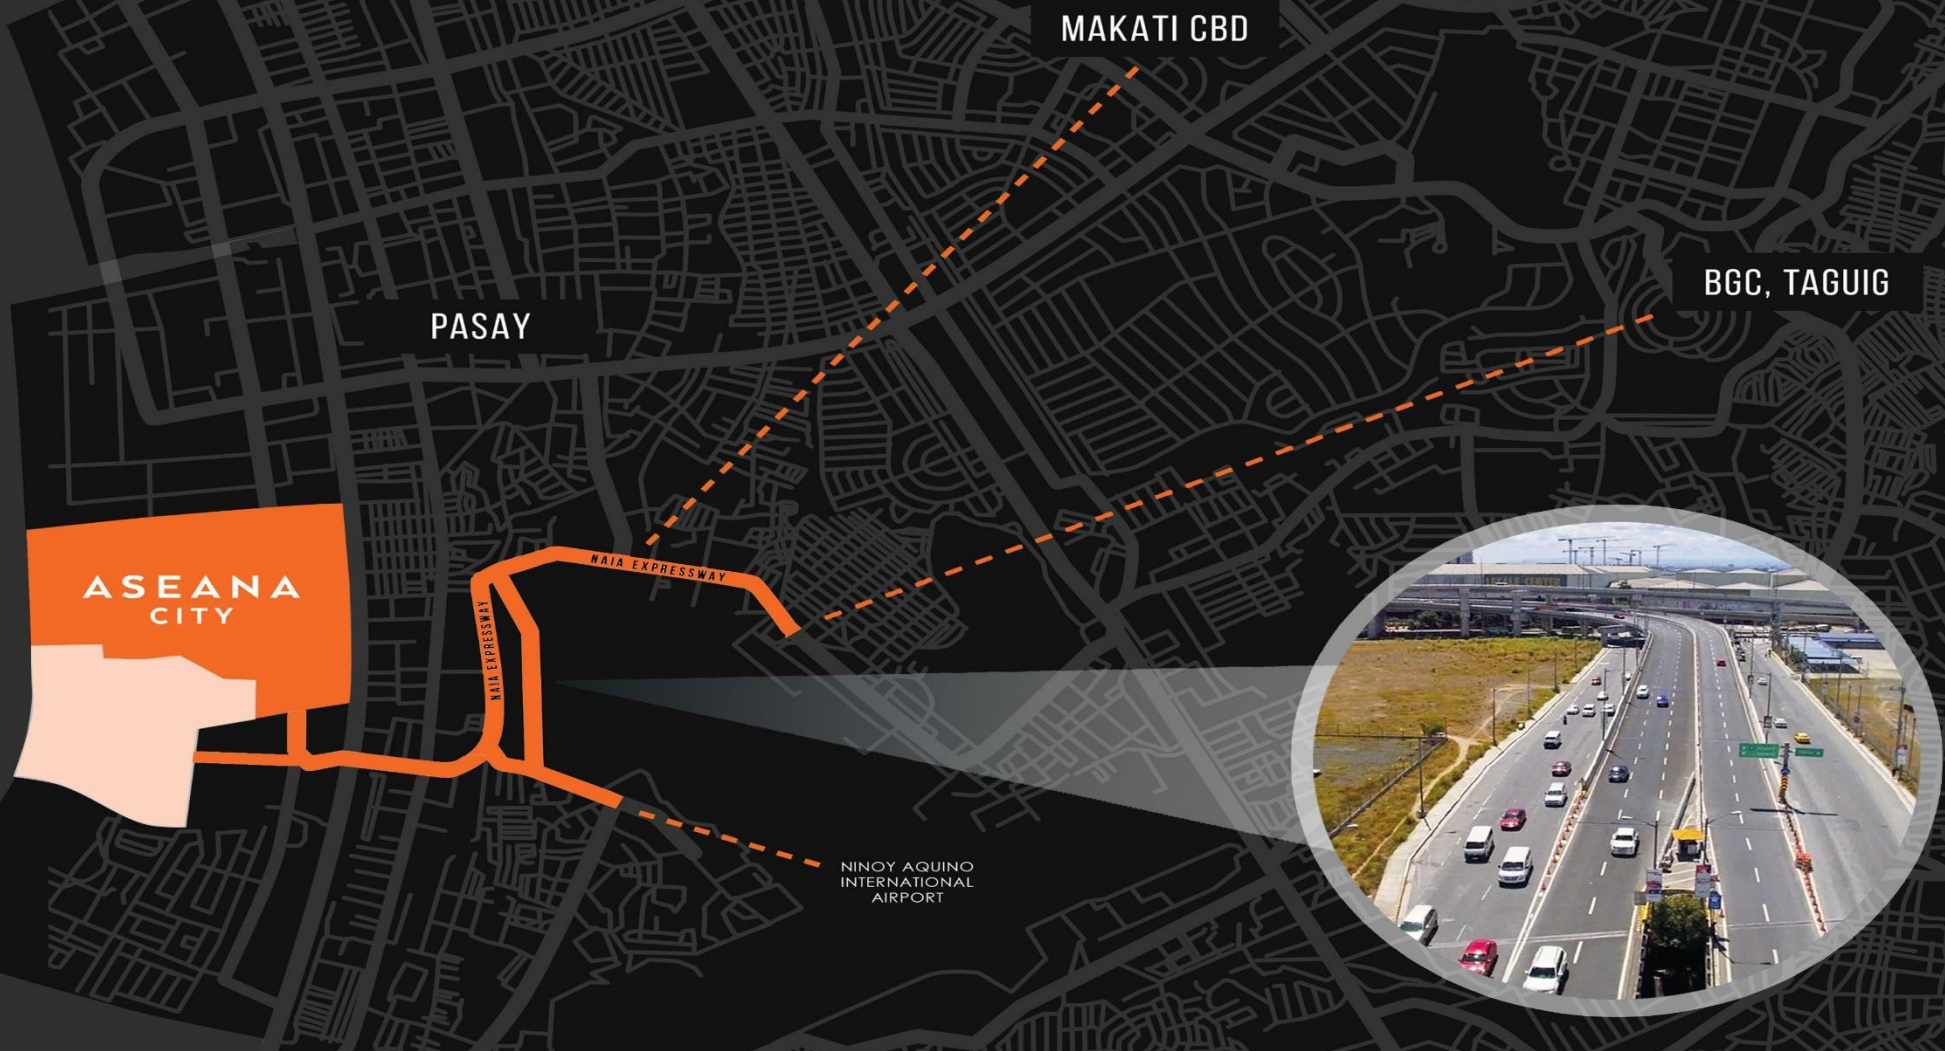 MAKATI CBD
BGC, TAGUIG
PASAY
ASEANA
CITY
NAIA EXPRESSWAY
NAIA EXPRESSWAY
NINOY AQUINO
INTERNATIONAL
AIRPORT